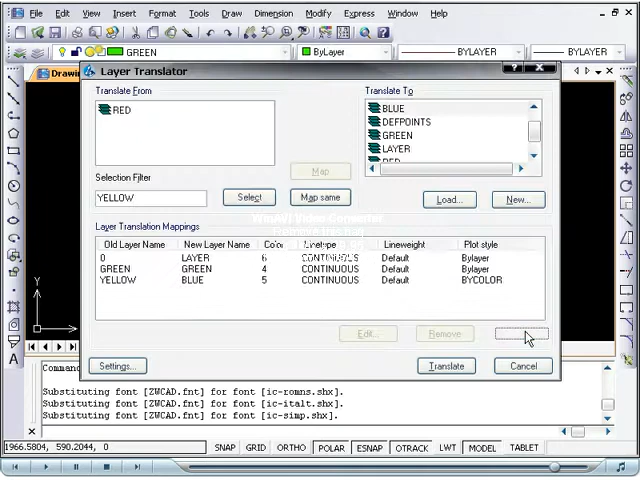 File Edit View Insert Format Tools Draw Dimension Modify Express Window Help
GREEN ByLayer BYLAYER BYLAYER
Drawin
Layer Translator
Translate From
Translate To
RED
BLUE
DEFPOINTS
GREEN
LAYER
RED
Map
Selection Filter
YELLOW
Select
Map same
Load...
New...
WinAVI Video Converter
Layer Translation Mappings
Old Layer Name New Layer Name Color Linetype Lineweight Plot style
0 LAYER 6 CONTINUOUS Default Bylayer
GREEN GREEN 4 CONTINUOUS Default Bylayer
YELLOW BLUE 5 CONTINUOUS Default BYCOLOR
Edit... Remove
Settings... Translate Cancel
Y
Comma
Substituting font [ZWCAD.fnt] for font [ic-romns.shx].
Substituting font [ZWCAD.fnt] for font [ic-italt.shx].
Substituting font [ZWCAD.fnt] for font [ic-simp.shx].
1966.5804, 590.2044, 0 SNAP GRID ORTHO POLAR ESNAP OTRACK LWT MODEL TABLET